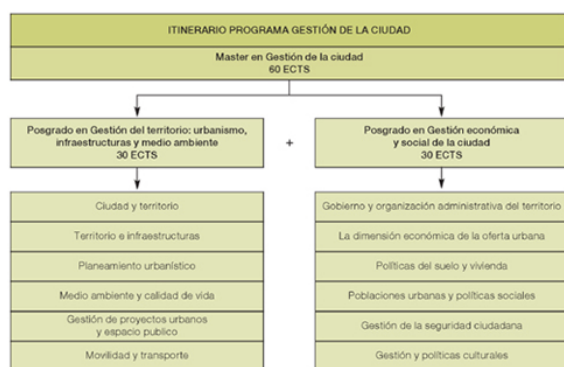 ITINERARIO PROGRAMA GESTIÓN DE LA CIUDAD
Master en Gestión de la ciudad
60 ECTS
Posgrado en Gestión del territorio: urbanismo,
infraestructuras y medio ambiente
30 ECTS
+
Posgrado en Gestión económica
y social de la ciudad
30 ECTS
Ciudad y territorio
Territorio e infraestructuras
Planeamiento urbanístico
Medio ambiente y calidad de vida
Gestión de proyectos urbanos
y espacio publico
Movilidad y transporte
Gobierno y organización administrativa del territorio
La dimensión económica de la oferta urbana
Políticas del suelo y vivienda
Poblaciones urbanas y políticas sociales
Gestión de la seguridad ciudadana
Gestión y políticas culturales